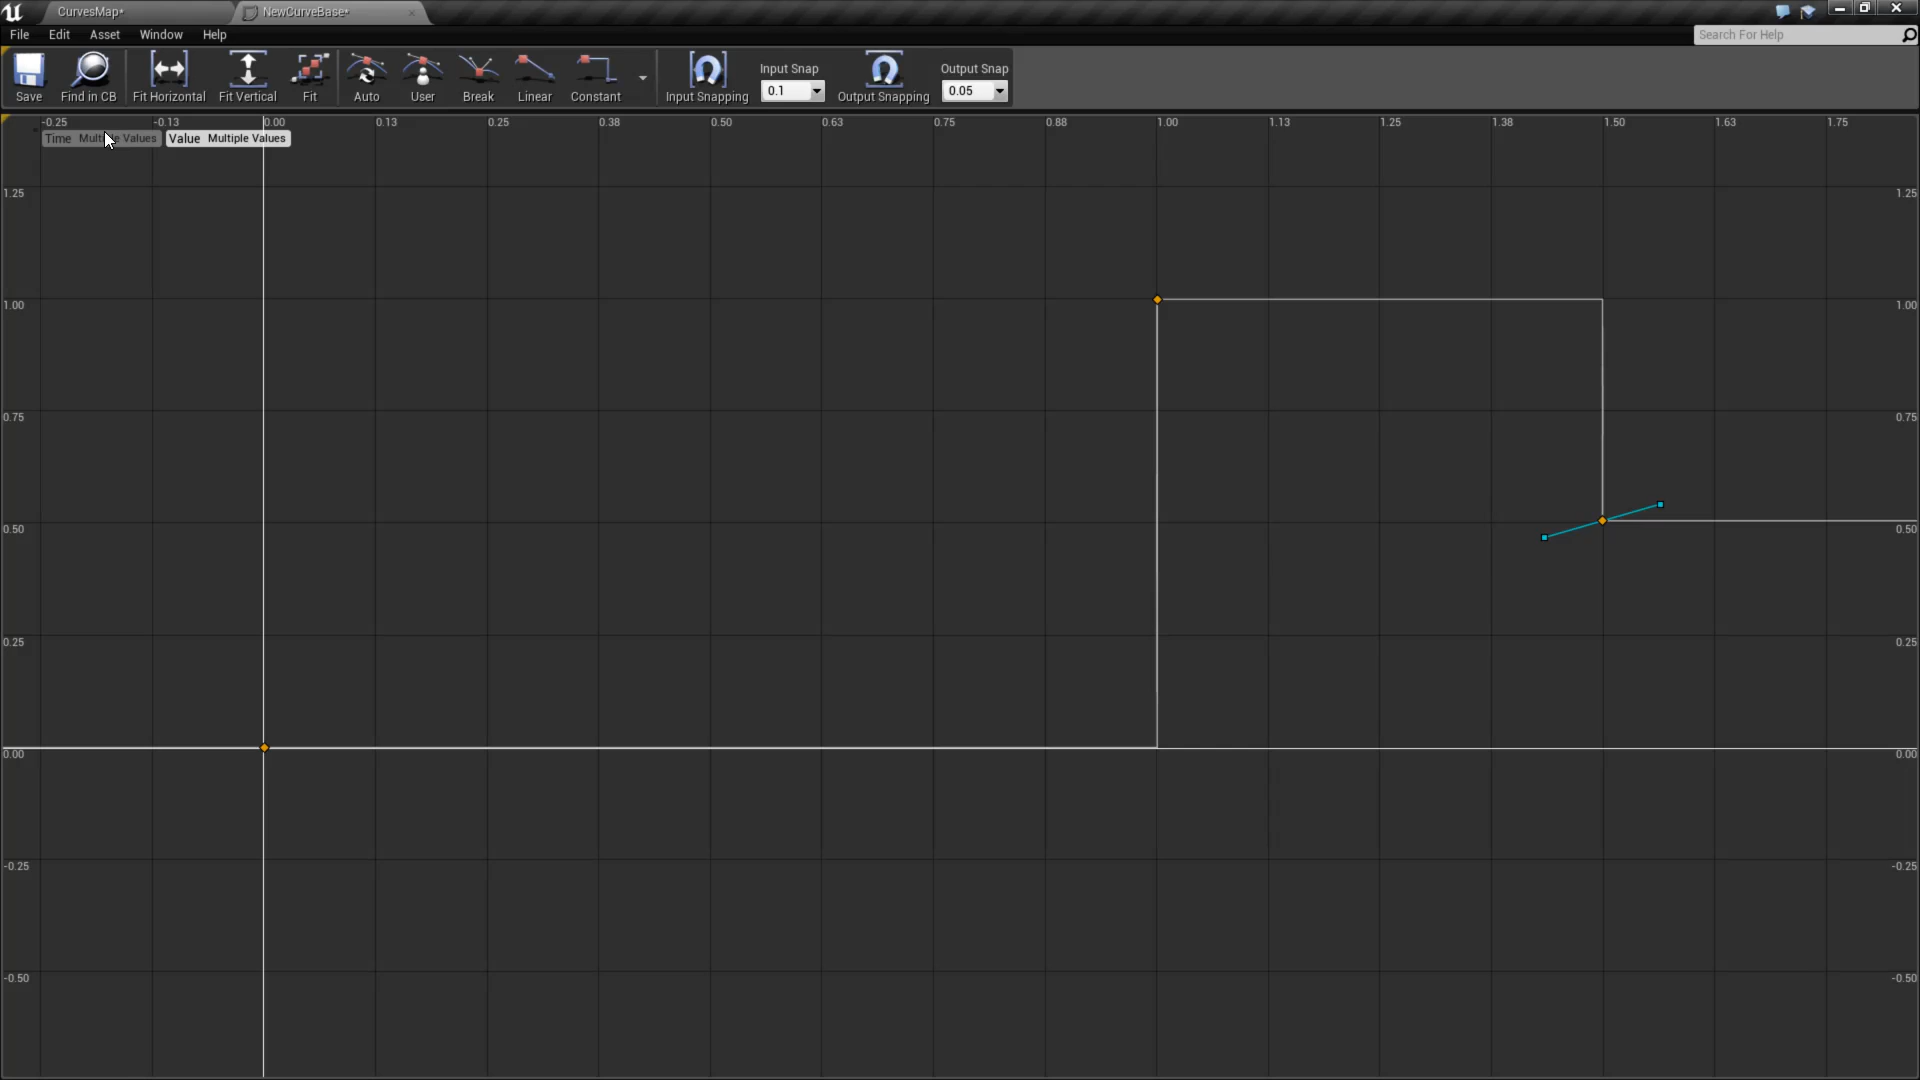 CurvesMap*
NewCurveBase*
File Edit Asset Window Help
Search For Help
Save
Find in CB
Fit Horizontal
Fit Vertical
Fit
Auto
User
Break
Linear
Constant
Input Snapping
Input Snap
0.1
Output Snapping
Output Snap
0.05
-0.25 -0.13 0.00 0.13 0.25 0.38 0.50 0.63 0.75 0.88 1.00 1.13 1.25 1.38 1.50 1.63 1.75
Time Multiple Values Value Multiple Values
1.25 1.25
1.00 1.00
0.75 0.75
0.50 0.50
0.25 0.25
0.00 0.00
-0.25 -0.25
-0.50 -0.50